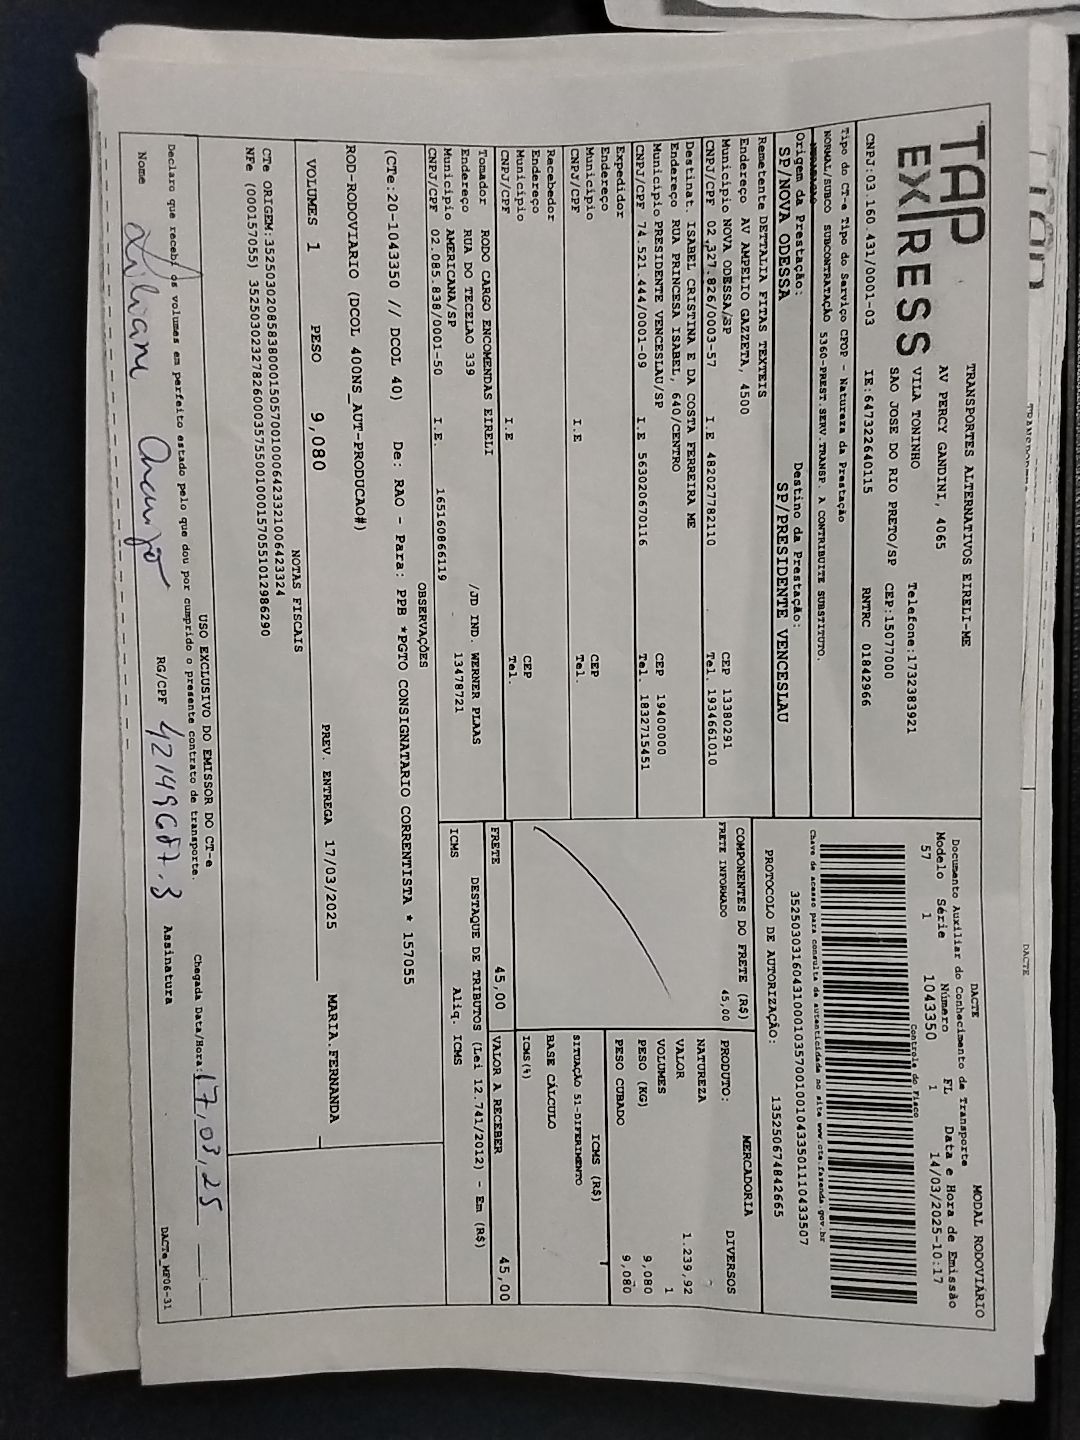 TAP
EXPRESS
TRANSPORTES ALTERNATIVOS EIRELI-ME
AV PERCY GANDINI, 4065
VILA TONINHO
SAO JOSE DO RIO PRETO/SP
Telefone:1732383921
CEP:15077000
CNPJ:03.160.431/0001-03 IE:647322640115 RNTRC 01842966
Tipo do CT-e Tipo do Serviço CFOP - Natureza da Prestação
NORMAL/SUBCO SUBCONTRATAÇÃO 5360-PREST.SERV.TRANSP. A CONTRIBUITE SUBSTITUTO.
Origem da Prestação: Destino da Prestação:
SP/NOVA ODESSA SP/PRESIDENTE VENCESLAU
Remetente DETTALIA FITAS TEXTEIS
Endereço AV AMPELIO GAZZETA, 4500
Município NOVA ODESSA/SP CEP 13380291
CNPJ/CPF 02.327.826/0003-57 I.E 482027782110 Tel. 1934661010
Destinat. ISABEL CRISTINA E DA COSTA FERREIRA ME
Endereço RUA PRINCESA ISABEL, 640/CENTRO
Município PRESIDENTE VENCESLAU/SP CEP 19400000
CNPJ/CPF 74.521.444/0001-09 I.E 563020670116 Tel. 1832715451
Expedidor
Endereço
Município CEP
CNPJ/CPF I.E Tel.
Recebedor
Endereço
Município CEP
CNPJ/CPF I.E Tel.
Tomador RODO CARGO ENCOMENDAS EIRELI
Endereço RUA DO TECELAO 339 /JD IND. WERNER PLAAS
Município AMERICANA/SP 13478721
CNPJ/CPF 02.085.838/0001-50 I.E. 165160866119
DACTE MODAL RODOVIÁRIO
Documento Auxiliar do Conhecimento de Transporte
Modelo Série Número FL Data e Hora de Emissão
57 1 1043350 1 14/03/2025-10:17
Controle do Fisco
Chave de acesso para consulta de autenticidade no site www.cte.fazenda.gov.br
35250303160431000103570010010433501110433507
PROTOCOLO DE AUTORIZAÇÃO: 135250674842665
COMPONENTES DO FRETE (R$)
FRETE INFORMADO 45,00
MERCADORIA
PRODUTO: DIVERSOS
NATUREZA
VALOR 1.239,92
VOLUMES 1
PESO (KG) 9,080
PESO CUBADO 9,080
ICMS (R$)
SITUAÇÃO 51-DIFERIMENTO
BASE CÁLCULO
ICMS(%)
FRETE 45,00 VALOR A RECEBER 45,00
DESTAQUE DE TRIBUTOS (Lei 12.741/2012) - Em (R$)
ICMS Aliq. ICMS
OBSERVAÇÕES
(CTe:20-1043350 // DCOL 40) De: RAO - Para: PPB *PGTO CONSIGNATARIO CORRENTISTA * 157055
ROD-RODOVIARIO (DCOL 400NS_AUT-PRODUCAO#)
VOLUMES 1 PESO 9,080 PREV. ENTREGA 17/03/2025 MARIA.FERNANDA
NOTAS FISCAIS
CTe ORIGEM:35250302085838000150570010006423321006423324
NFe (000157055) 35250302327826000357550010001570551012986290
USO EXCLUSIVO DO EMISSOR DO CT-e
Declaro que recebi os volumes em perfeito estado pelo que dou por cumprido o presente contrato de transporte. Chegada Data/Hora: 17,03,25
Nome RG/CPF Assinatura
DACTe_MF06-31
DACTE